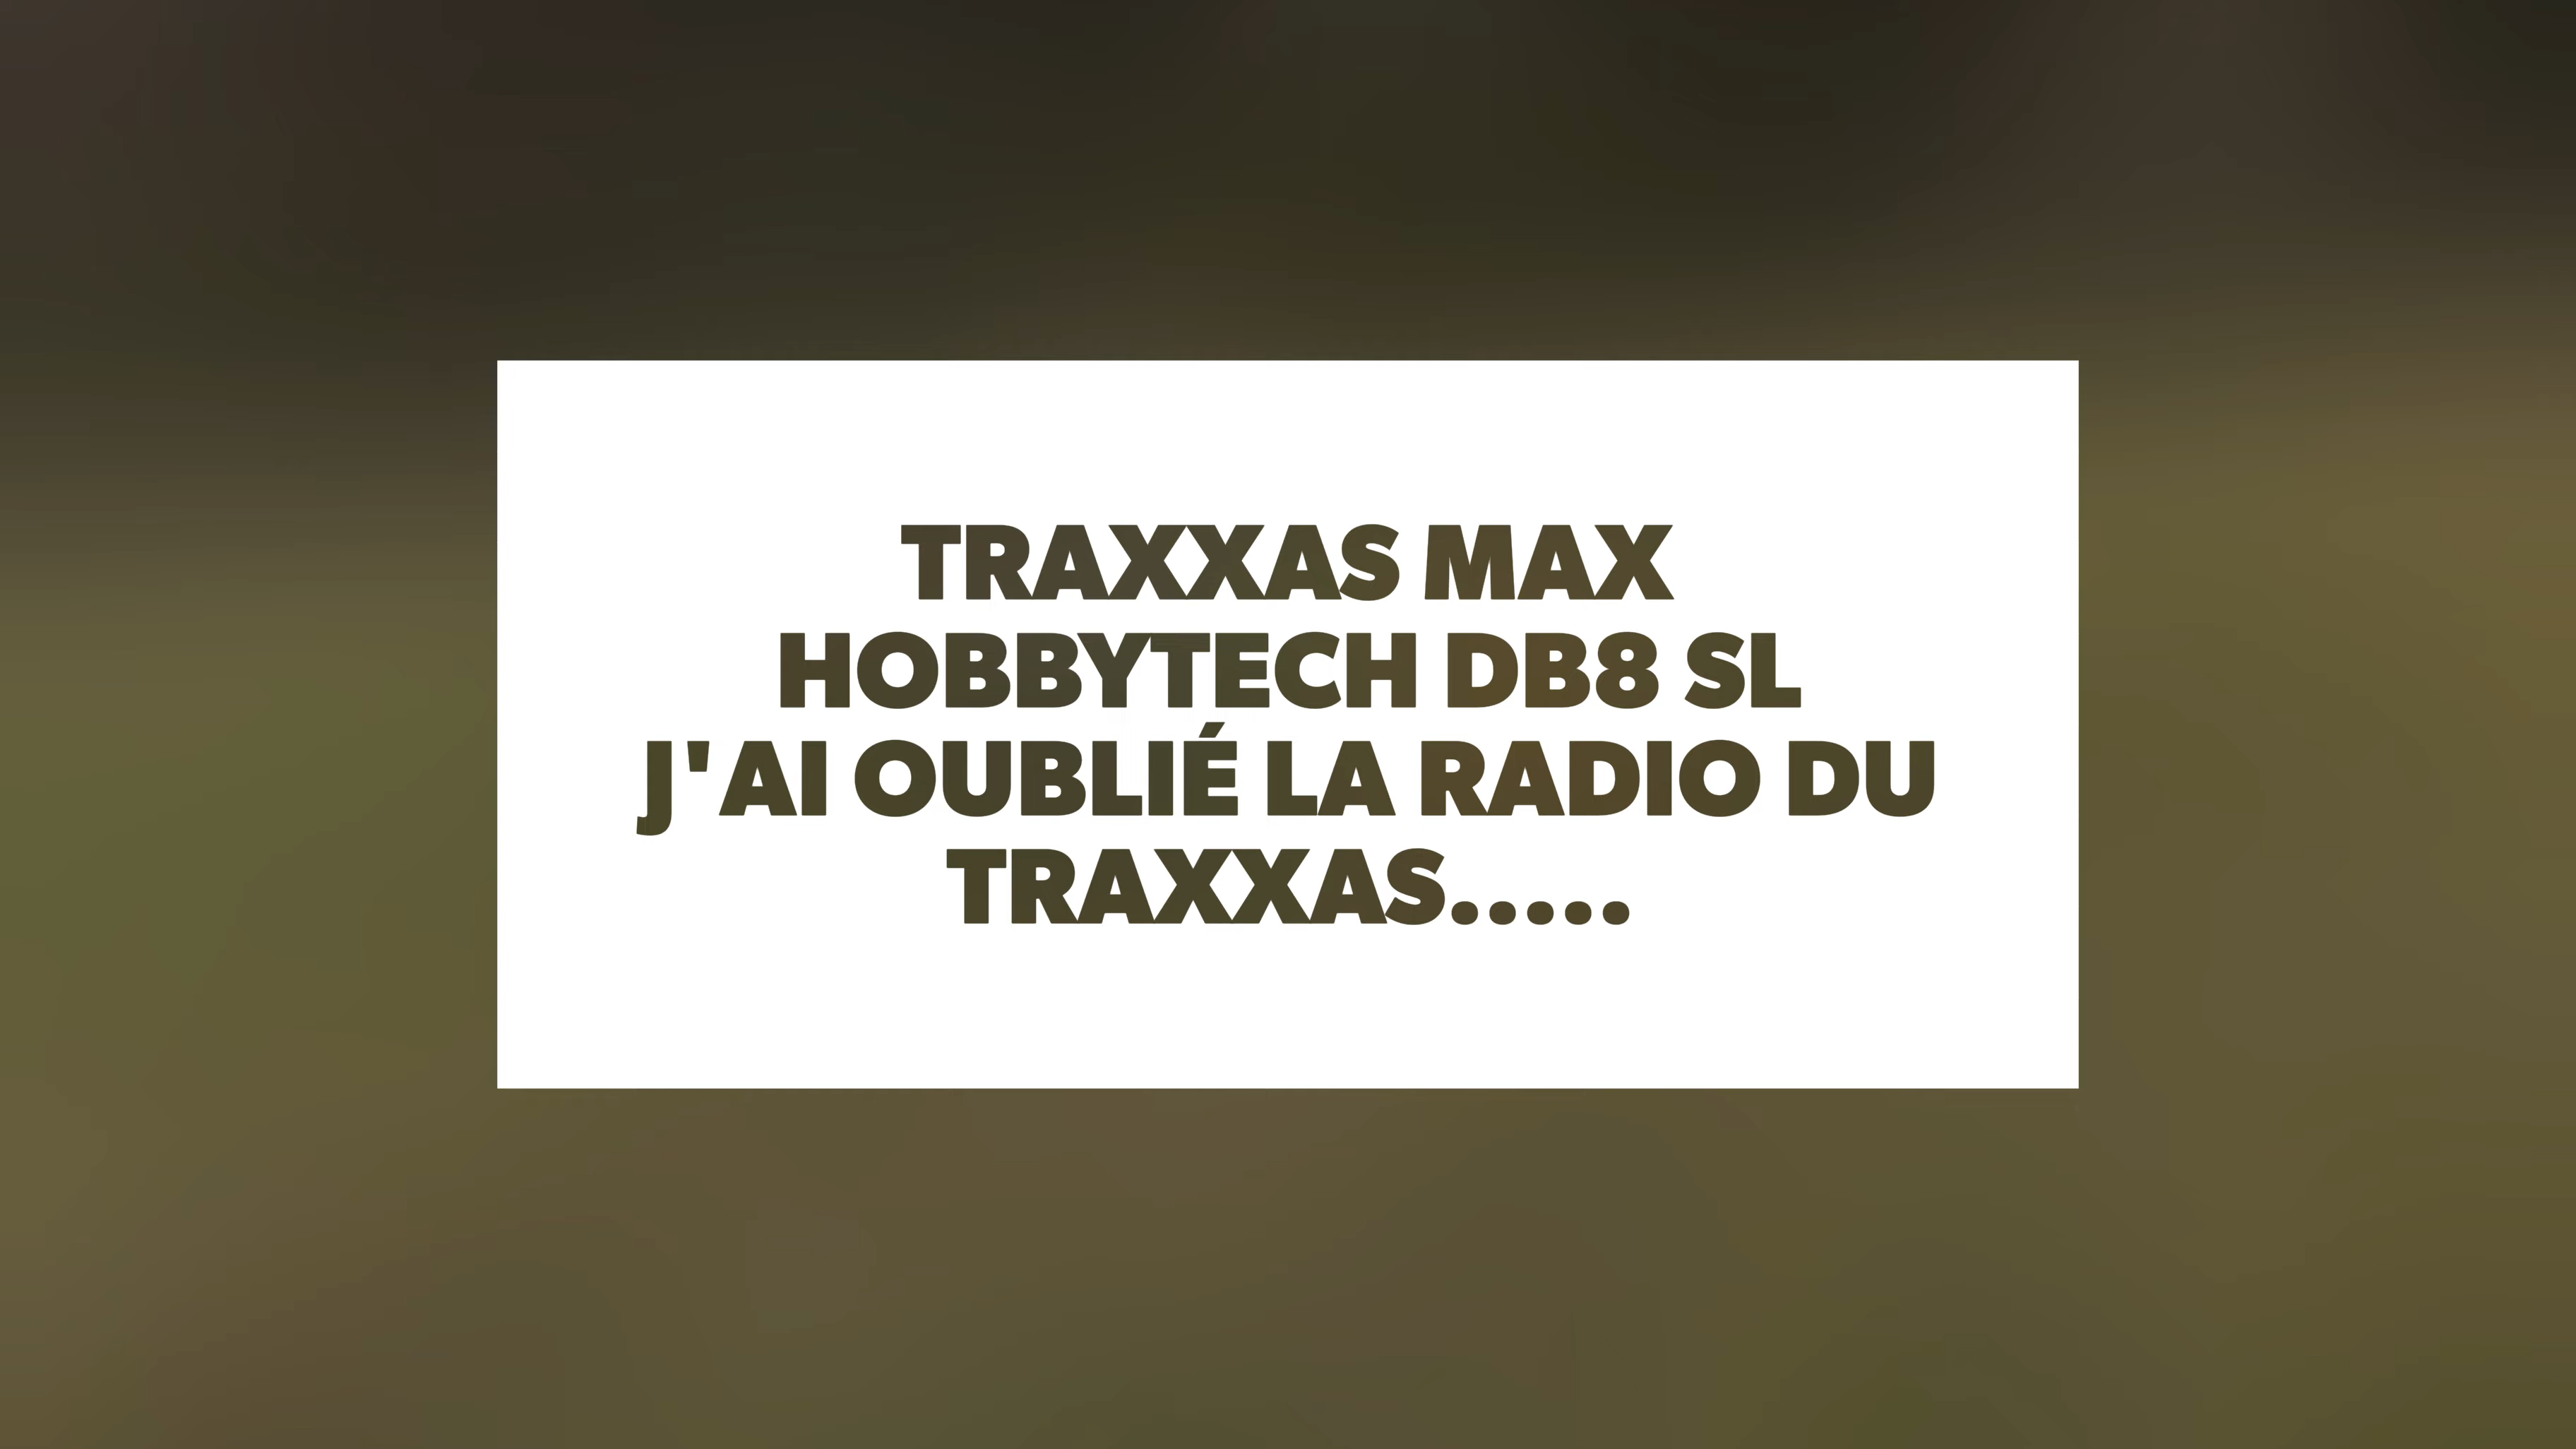 TRAXXAS MAX
HOBBYTECH DB8 SL
J'AI OUBLIÉ LA RADIO DU
TRAXXAS.....